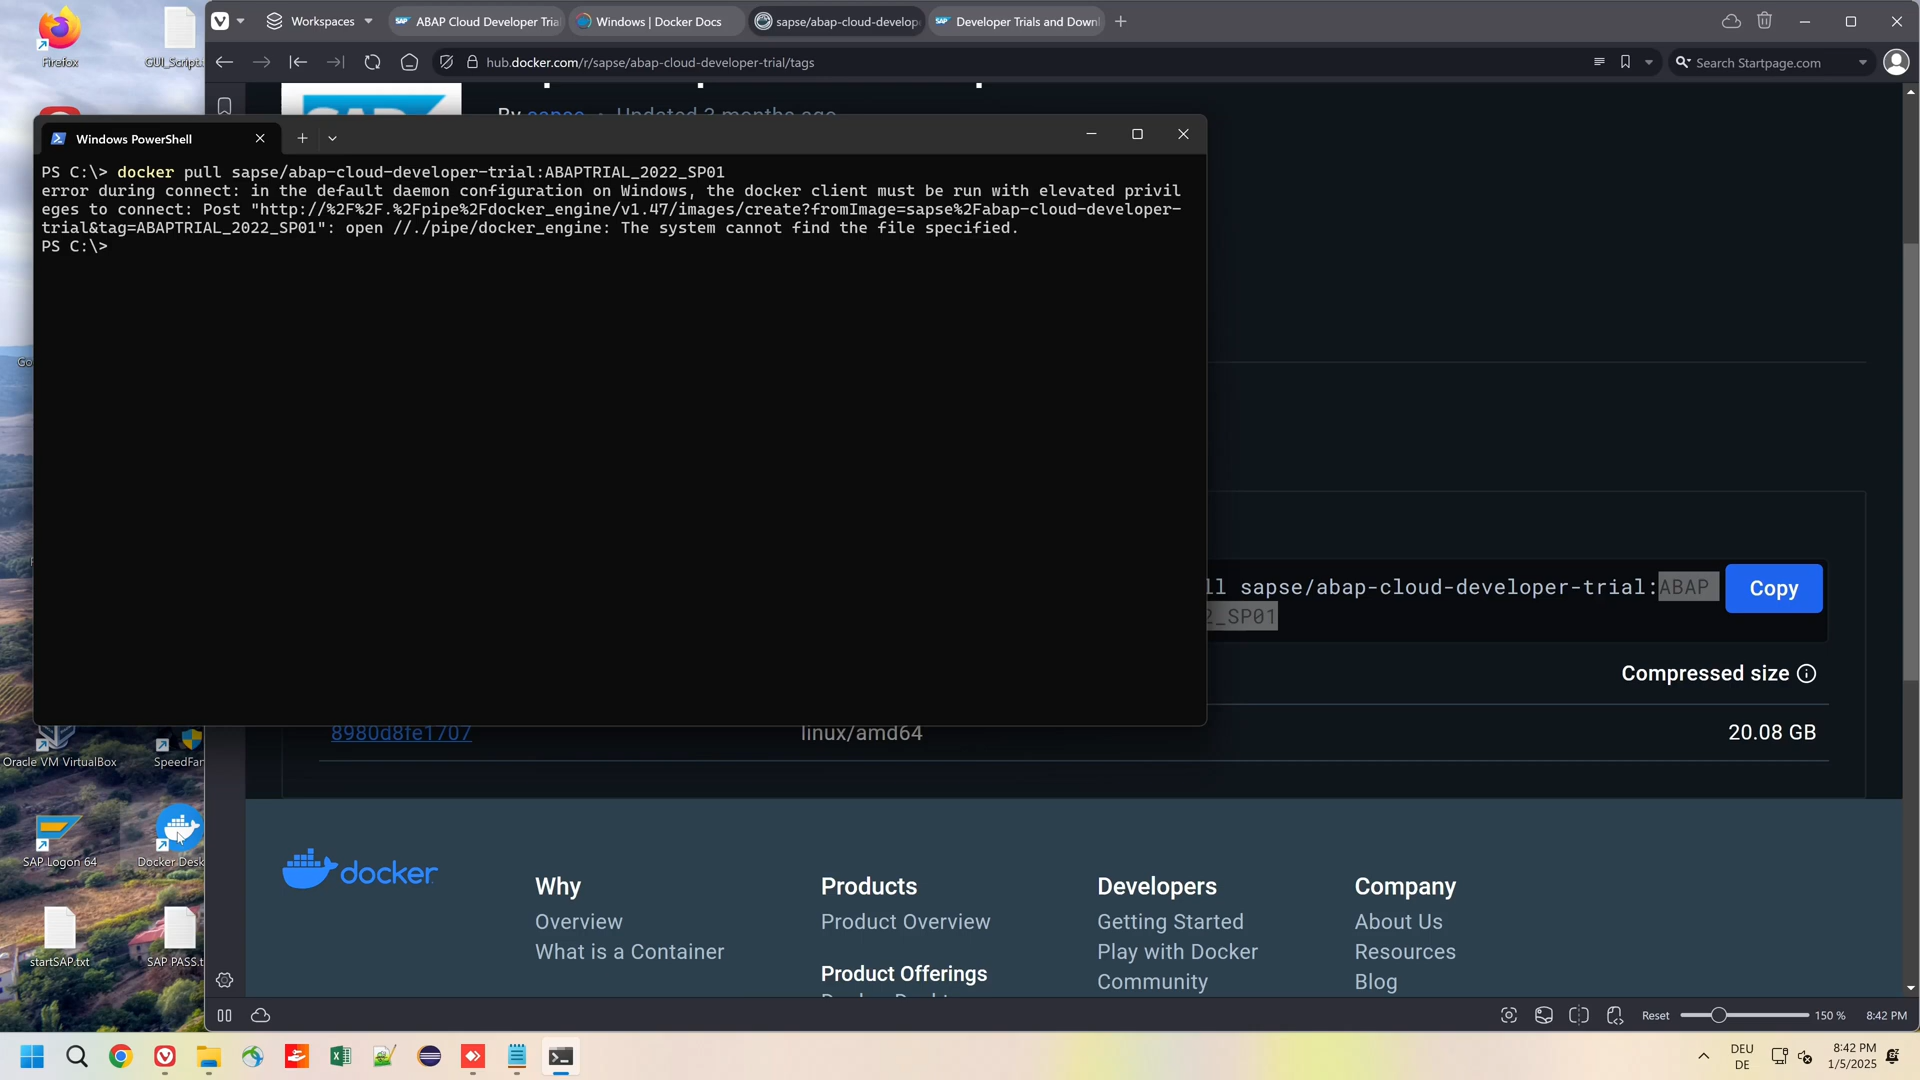 Firefox
GUI_Script.
Workspaces
ABAP Cloud Developer Tria
Windows | Docker Docs
sapse/abap-cloud-develope
Developer Trials and Down
hub.docker.com/r/sapse/abap-cloud-developer-trial/tags
Search Startpage.com
Windows PowerShell
PS C:\> docker pull sapse/abap-cloud-developer-trial:ABAPTRIAL_2022_SP01
error during connect: in the default daemon configuration on Windows, the docker client must be run with elevated privil
eges to connect: Post "http://%2F%2F.%2Fpipe%2Fdocker_engine/v1.47/images/create?fromImage=sapse%2Fabap-cloud-developer-
trial&tag=ABAPTRIAL_2022_SP01": open //./pipe/docker_engine: The system cannot find the file specified.
PS C:\>
ll sapse/abap-cloud-developer-trial:ABAP
2_SP01
Copy
Compressed size
8980d8fe1707
linux/amd64
20.08 GB
Oracle VM VirtualBox
SpeedFan
SAP Logon 64
Docker Desk
startSAP.txt
SAP PASS.t
docker
Why
Overview
What is a Container
Products
Product Overview
Product Offerings
Developers
Getting Started
Play with Docker
Community
Company
About Us
Resources
Blog
Reset
150 %
8:42 PM
DEU
DE
8:42 PM
1/5/2025